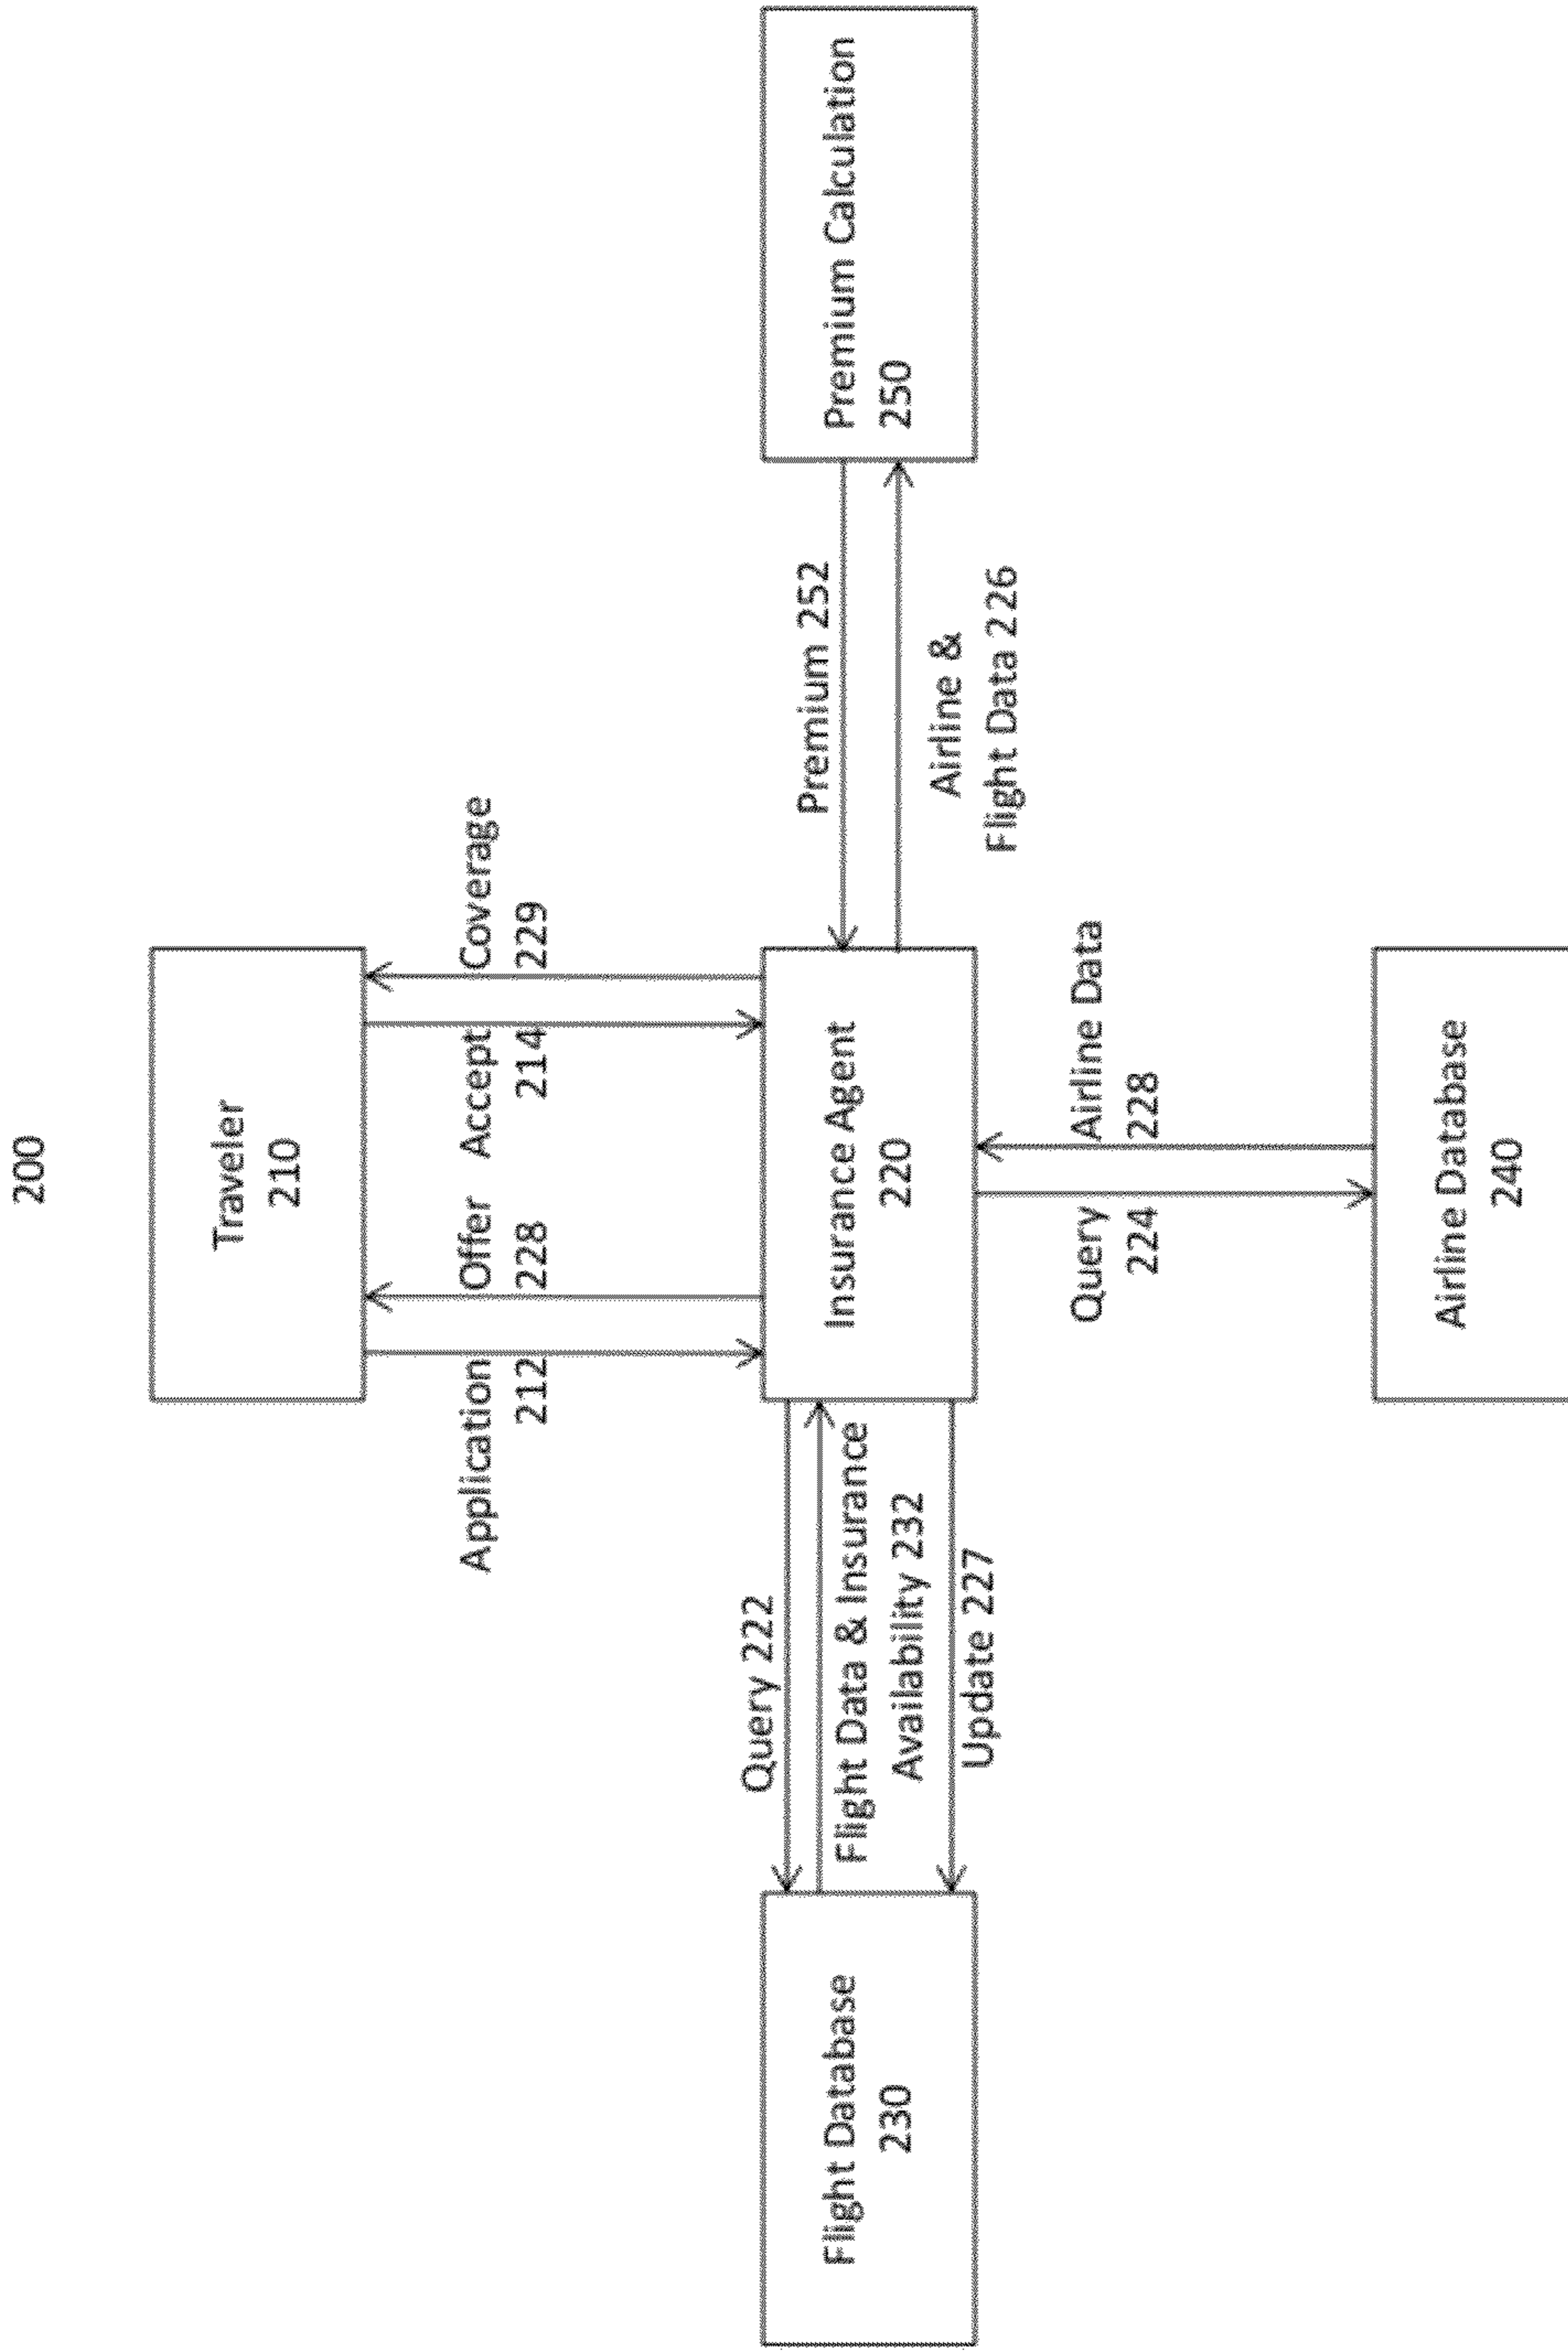 200
Traveler
210
Application
212
Offer
228
Accept
214
Coverage
229
Query 222
Flight Data & Insurance
Availability 232
Update 227
Flight Database
230
Insurance Agent
220
Premium 252
Airline &
Flight Data 226
Premium Calculation
250
Query
224
Airline Data
228
Airline Database
240